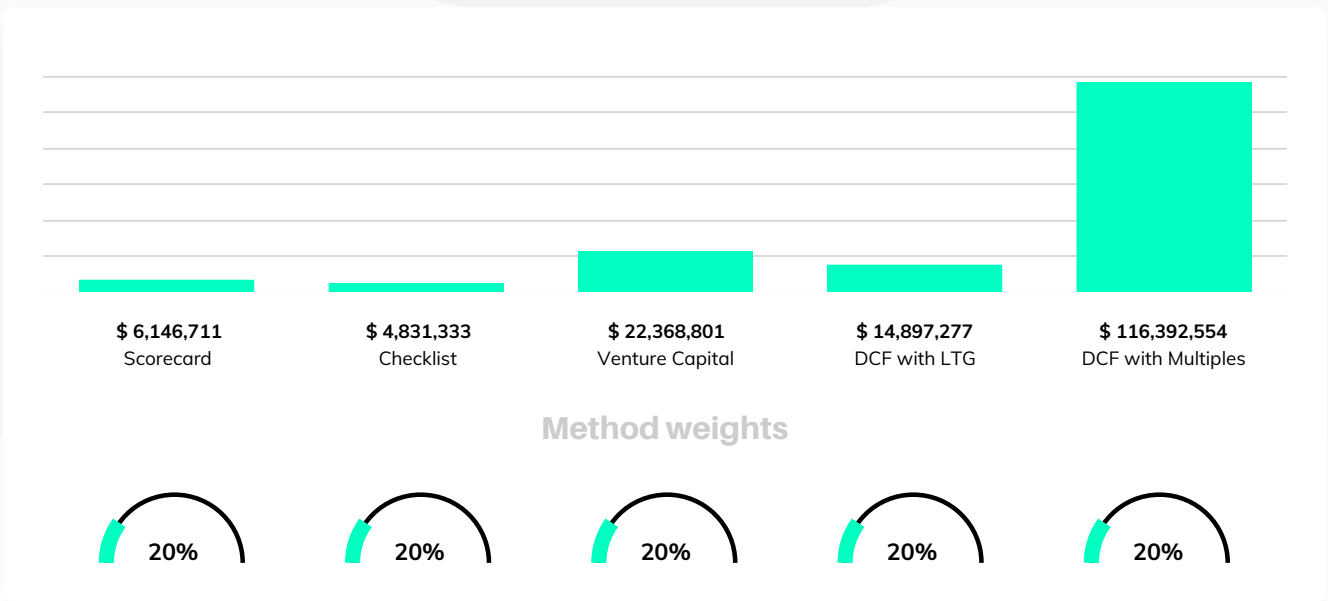 $ 6,146,711
Scorecard
$ 4,831,333
Checklist
$ 22,368,801
Venture Capital
$ 14,897,277
DCF with LTG
$ 116,392,554
DCF with Multiples
Method weights
20%
20%
20%
20%
20%